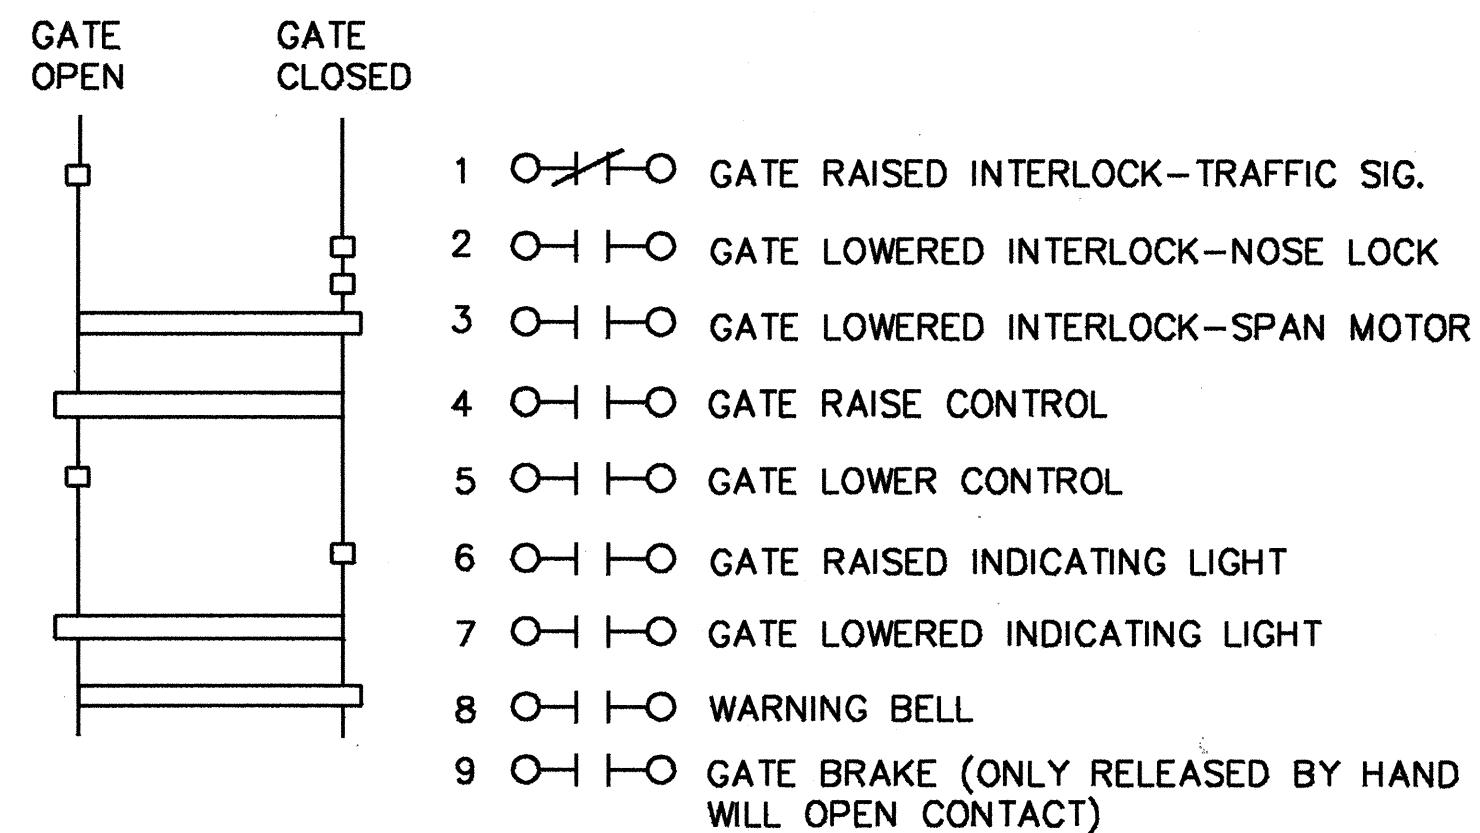 GATE OPEN
GATE CLOSED
1 GATE RAISED INTERLOCK-TRAFFIC SIG.
2 GATE LOWERED INTERLOCK-NOSE LOCK
3 GATE LOWERED INTERLOCK-SPAN MOTOR
4 GATE RAISE CONTROL
5 GATE LOWER CONTROL
6 GATE RAISED INDICATING LIGHT
7 GATE LOWERED INDICATING LIGHT
8 WARNING BELL
9 GATE BRAKE (ONLY RELEASED BY HAND
WILL OPEN CONTACT)